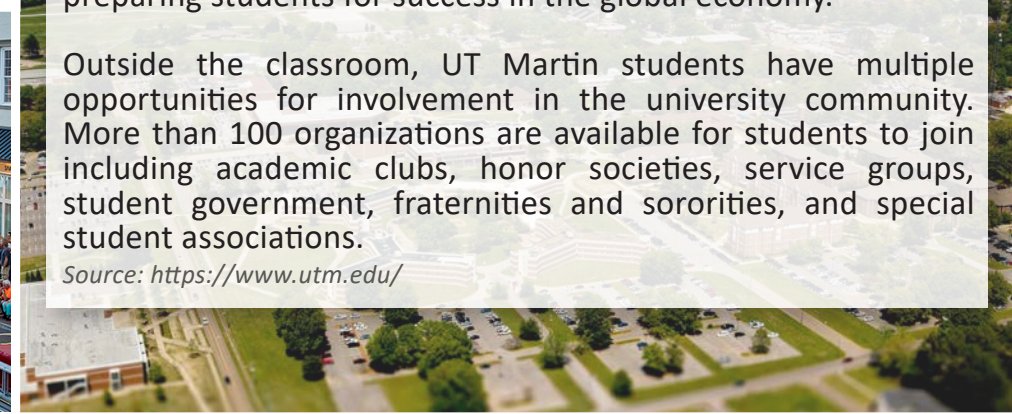 preparing students for success in the global economy.
Outside the classroom, UT Martin students have multiple
opportunities for involvement in the university community.
More than 100 organizations are available for students to join
including academic clubs, honor societies, service groups,
student government, fraternities and sororities, and special
student associations.
Source: https://www.utm.edu/